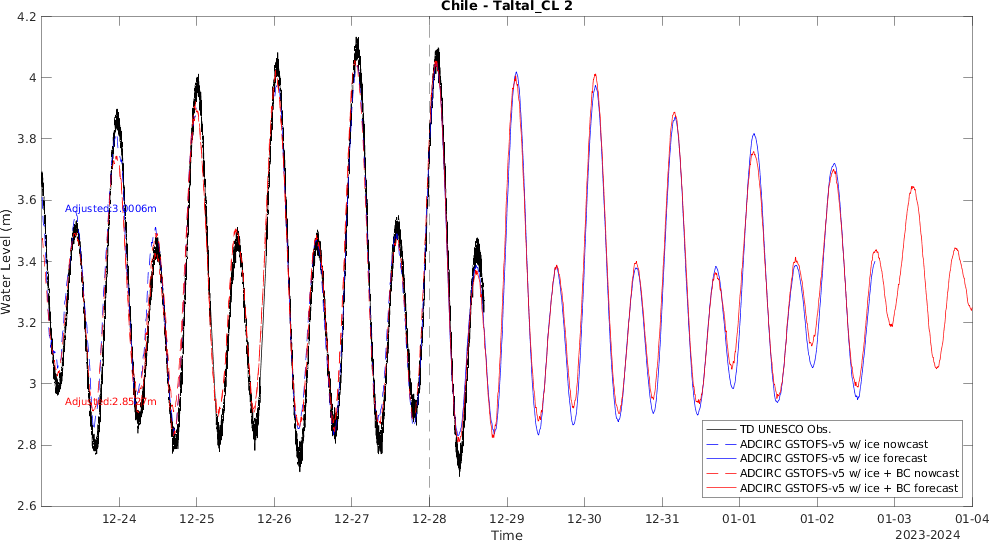 Chile - Taltal_CL 2
4.2
4
3.8
3.6
3.4
3.2
3
2.8
2.6
Water Level (m)
Adjusted:3.0006m
Adjusted:2.8527m
TD UNESCO Obs.
ADCIRC GSTOFS-v5 w/ ice nowcast
ADCIRC GSTOFS-v5 w/ ice forecast
ADCIRC GSTOFS-v5 w/ ice + BC nowcast
ADCIRC GSTOFS-v5 w/ ice + BC forecast
12-24 12-25 12-26 12-27 12-28 12-29 12-30 12-31 01-01 01-02 01-03 01-04
Time
2023-2024